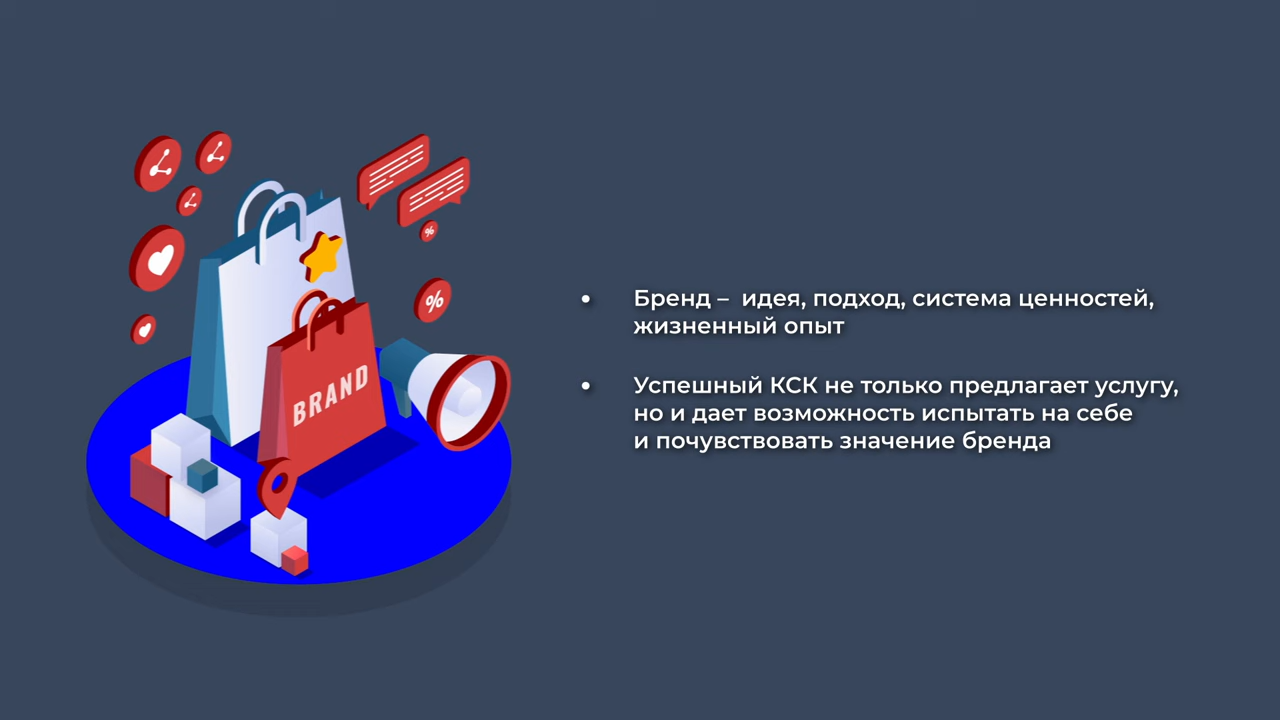 BRAND
%
%
• Бренд –  идея, подход, система ценностей,
жизненный опыт
• Успешный КСК не только предлагает услугу,
но и дает возможность испытать на себе
и почувствовать значение бренда